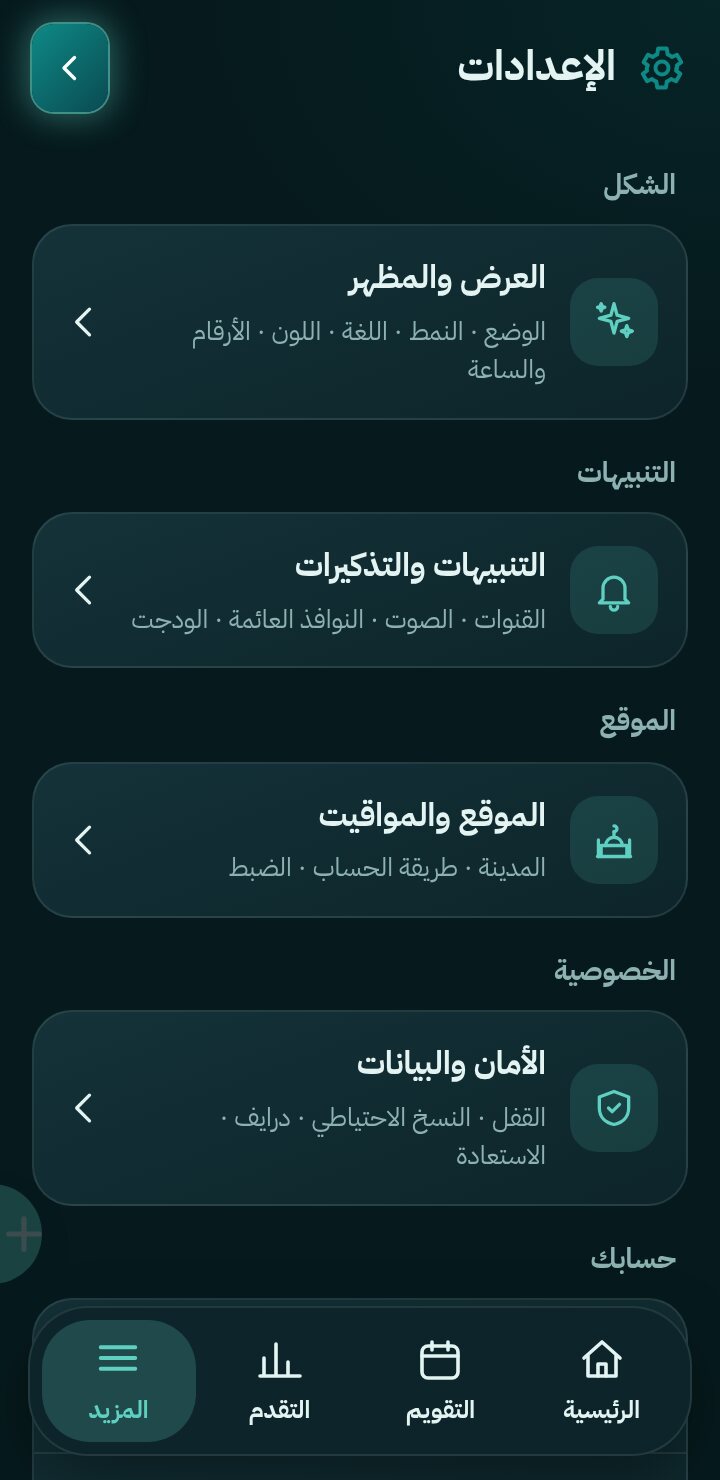 الإعدادات
الشكل
العرض والمظهر
الوضع · النمط · اللغة · اللون · الأرقام
والساعة
التنبيهات
التنبيهات والتذكيرات
القنوات · الصوت · النوافذ العائمة · الودجت
الموقع
الموقع والمواقيت
المدينة · طريقة الحساب · الضبط
الخصوصية
الأمان والبيانات
القفل · النسخ الاحتياطي · درايف ·
الاستعادة
حسابك
الرئيسية
التقويم
التقدم
المزيد